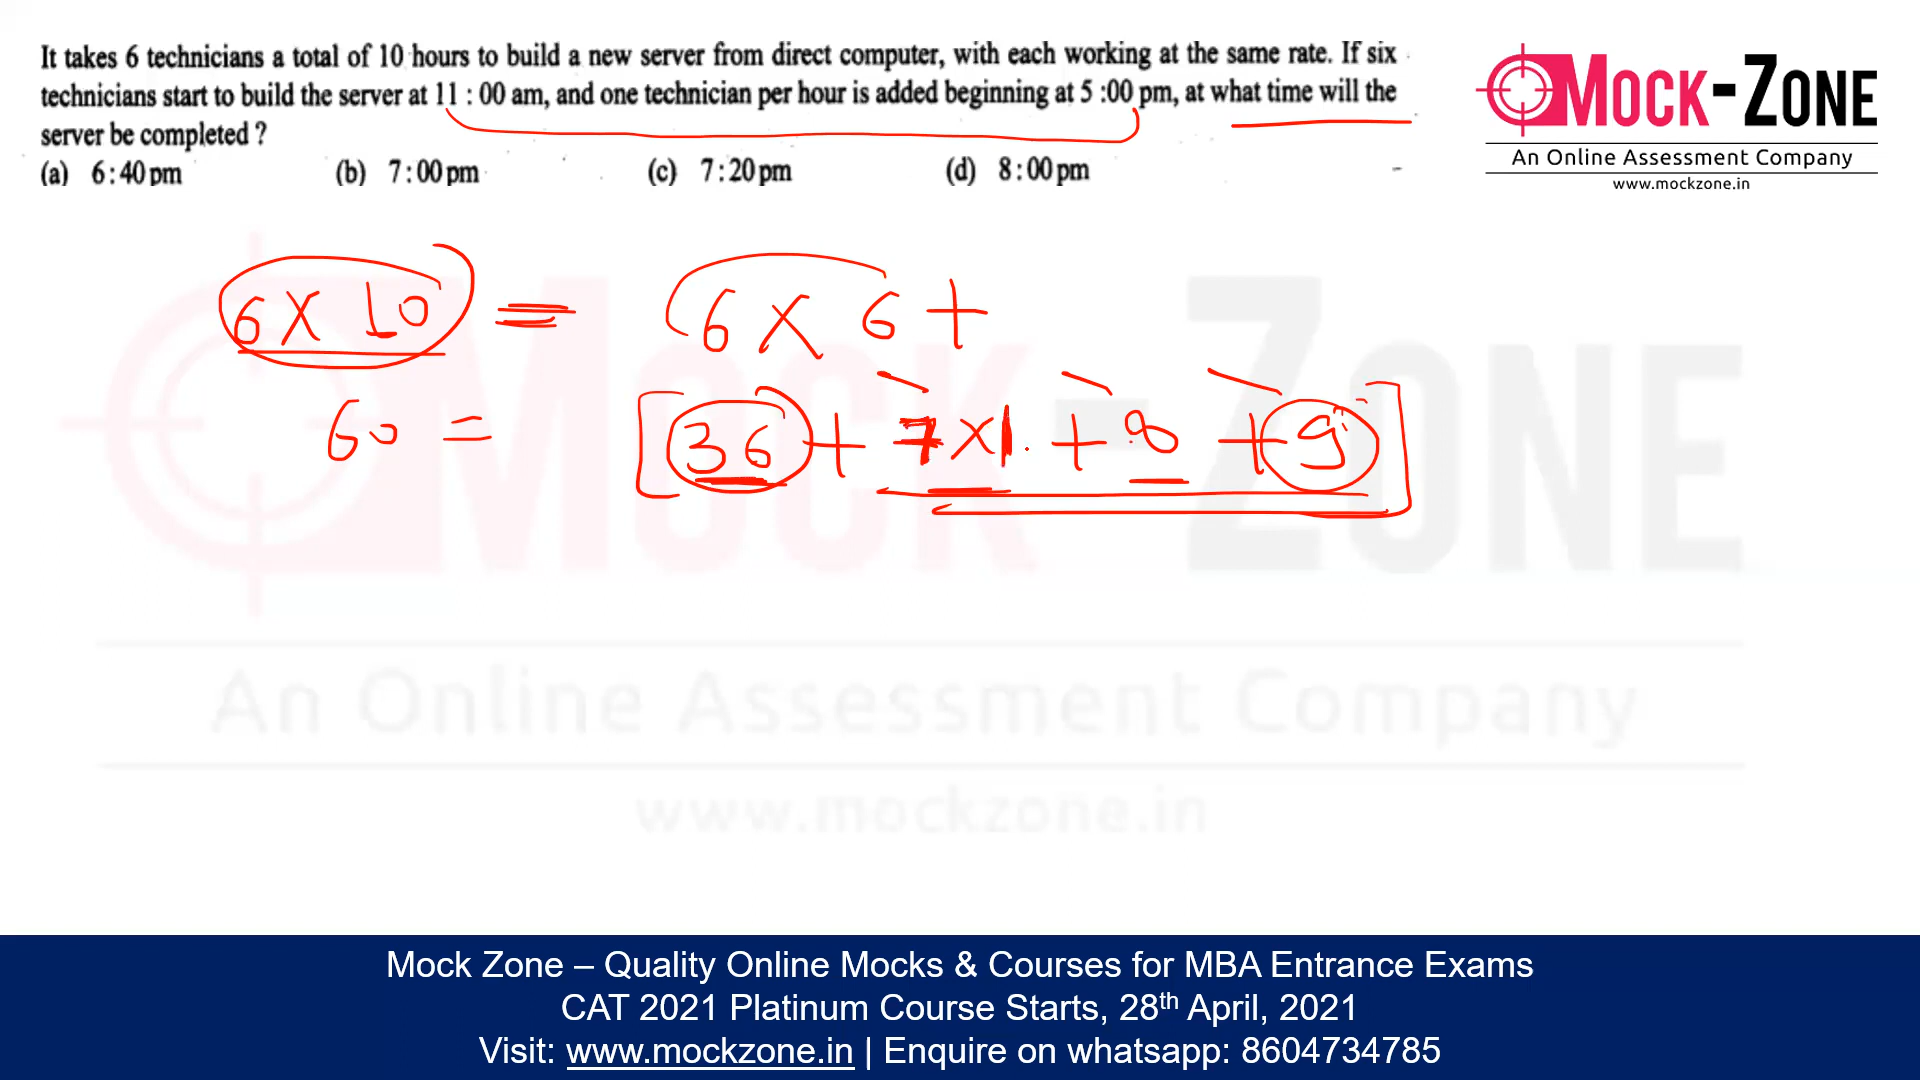 It takes 6 technicians a total of 10 hours to build a new server from direct computer, with each working at the same rate. If six
technicians start to build the server at 11 : 00 am, and one technician per hour is added beginning at 5 :00 pm, at what time will the
server be completed ?
(a) 6:40 pm (b) 7:00 pm (c) 7:20 pm (d) 8:00 pm
MOCK-ZONE
An Online Assessment Company
www.mockzone.in
6 X 10 = 6 X 6 +
60 = [36 + 7 x 1 + 8 + 9]
MOCK-ZONE
An Online Assessment Company
www.mockzone.in
Mock Zone – Quality Online Mocks & Courses for MBA Entrance Exams
CAT 2021 Platinum Course Starts, 28th April, 2021
Visit: www.mockzone.in | Enquire on whatsapp: 8604734785